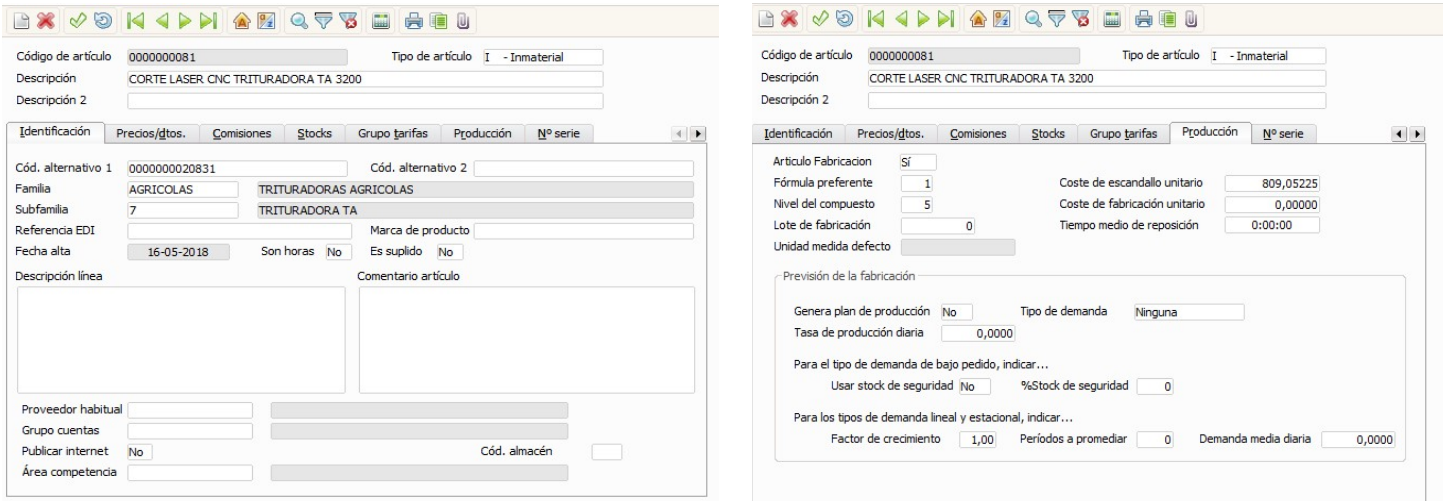 Código de artículo 0000000081 Tipo de artículo I - Inmaterial
Descripción CORTE LASER CNC TRITURADORA TA 3200
Descripción 2
Identificación Precios/dtos. Comisiones Stocks Grupo tarifas Producción Nº serie
Cód. alternativo 1 0000000020831 Cód. alternativo 2
Familia AGRICOLAS TRITURADORAS AGRICOLAS
Subfamilia 7 TRITURADORA TA
Referencia EDI Marca de producto
Fecha alta 16-05-2018 Son horas No Es suplido No
Descripción línea Comentario artículo
Proveedor habitual
Grupo cuentas
Publicar internet No Cód. almacén
Área competencia
Código de artículo 0000000081 Tipo de artículo I - Inmaterial
Descripción CORTE LASER CNC TRITURADORA TA 3200
Descripción 2
Identificación Precios/dtos. Comisiones Stocks Grupo tarifas Producción Nº serie
Articulo Fabricacion Sí
Fórmula preferente 1 Coste de escandallo unitario 809,05225
Nivel del compuesto 5 Coste de fabricación unitario 0,00000
Lote de fabricación 0 Tiempo medio de reposición 0:00:00
Unidad medida defecto
Previsión de la fabricación
Genera plan de producción No Tipo de demanda Ninguna
Tasa de producción diaria 0,0000
Para el tipo de demanda de bajo pedido, indicar...
Usar stock de seguridad No %Stock de seguridad 0
Para los tipos de demanda lineal y estacional, indicar...
Factor de crecimiento 1,00 Períodos a promediar 0 Demanda media diaria 0,0000